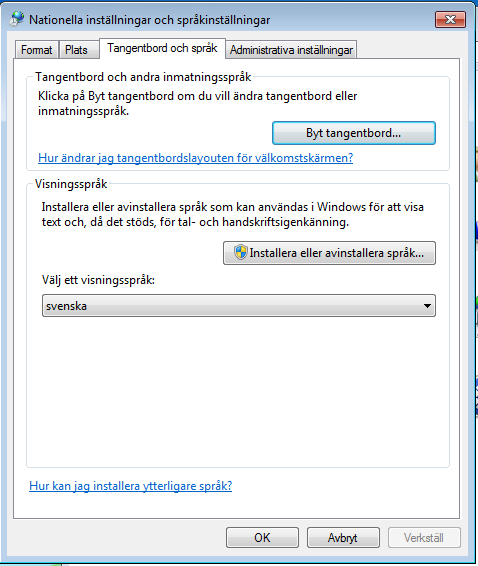 Nationella inställningar och språkinställningar
Format Plats Tangentbord och språk Administrativa inställningar
Tangentbord och andra inmatningsspråk
Klicka på Byt tangentbord om du vill ändra tangentbord eller
inmatningsspråk.
Byt tangentbord...
Hur ändrar jag tangentbordslayouten för välkomstskärmen?
Visningsspråk
Installera eller avinstallera språk som kan användas i Windows för att visa
text och, då det stöds, för tal- och handskriftsigenkänning.
Installera eller avinstallera språk...
Välj ett visningsspråk:
svenska
Hur kan jag installera ytterligare språk?
OK Avbryt Verkställ